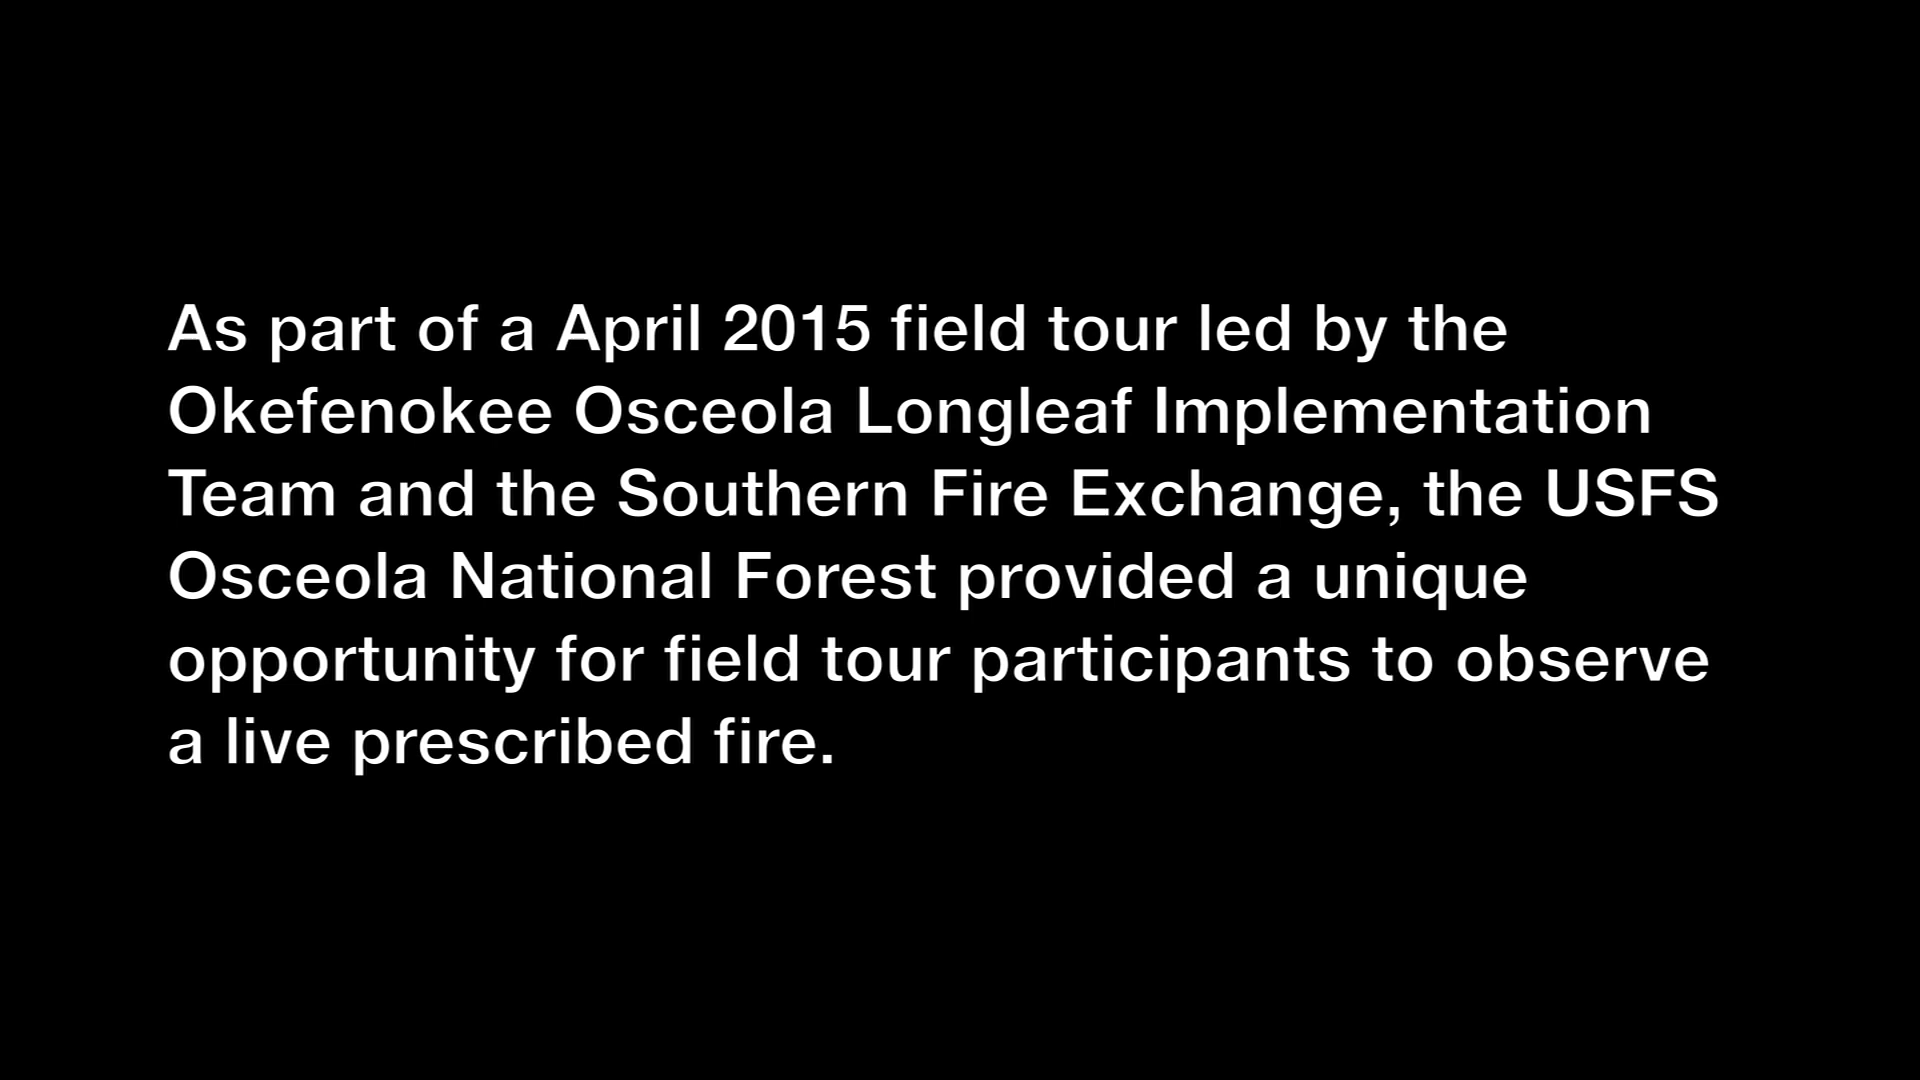 As part of a April 2015 field tour led by the
Okefenokee Osceola Longleaf Implementation
Team and the Southern Fire Exchange, the USFS
Osceola National Forest provided a unique
opportunity for field tour participants to observe
a live prescribed fire.